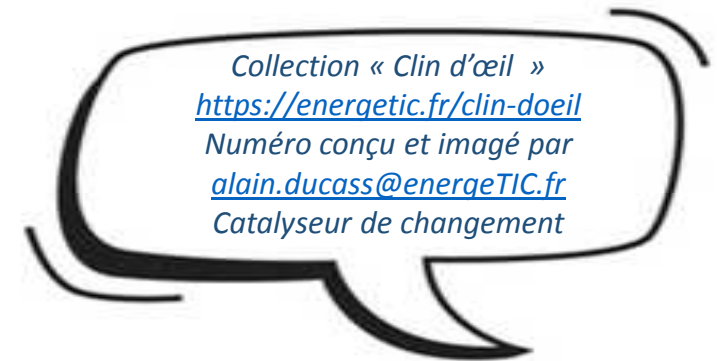 Collection « Clin d’œil »
https://energetic.fr/clin-doeil
Numéro conçu et imagé par
alain.ducass@energeTIC.fr
Catalyseur de changement